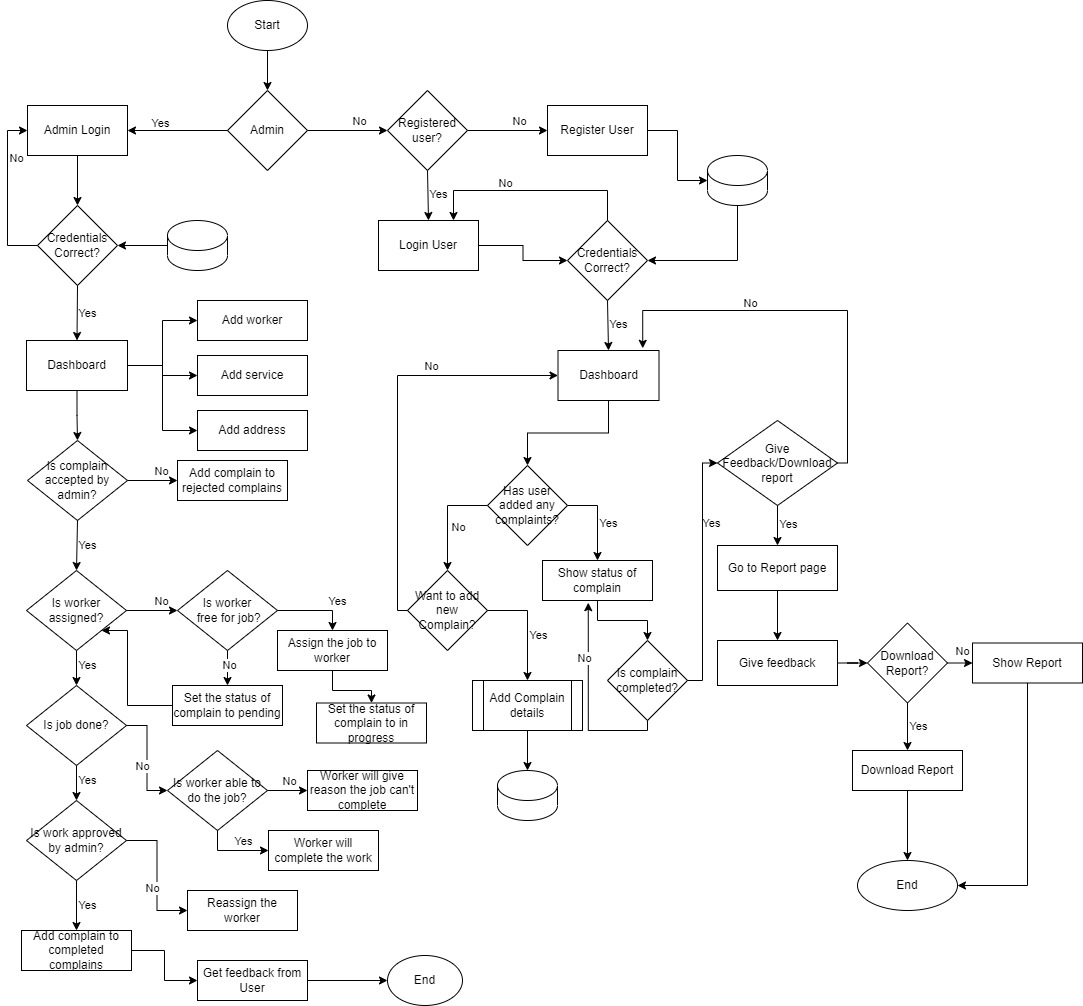 Start
Admin Login
Yes
Admin
No
Registered
user?
No
Register User
No
Yes
No
Login User
Credentials
Correct?
Credentials
Correct?
Yes
Yes
No
Add worker
Dashboard
Add service
Add address
No
Dashboard
Is complain
accepted by
admin?
No
Add complain to
rejected complains
Give
Feedback/Download
report
Has user
added any
complaints?
No
Yes
Yes
Yes
Yes
Show status of
complain
Go to Report page
Is worker
assigned?
No
Is worker
free for job?
Yes
Want to add
new
Complain?
Yes
Assign the job to
worker
Yes
No
No
Is complain
completed?
Give feedback
Download
Report?
No
Show Report
Set the status of
complain to pending
Set the status of
complain to in
progress
Add Complain
details
Is job done?
Yes
No
Yes
Is worker able to
do the job?
No
Worker will give
reason the job can't
complete
Download Report
Is work approved
by admin?
Yes
Worker will
complete the work
No
Yes
Reassign the
worker
End
Add complain to
completed
complains
Get feedback from
User
End